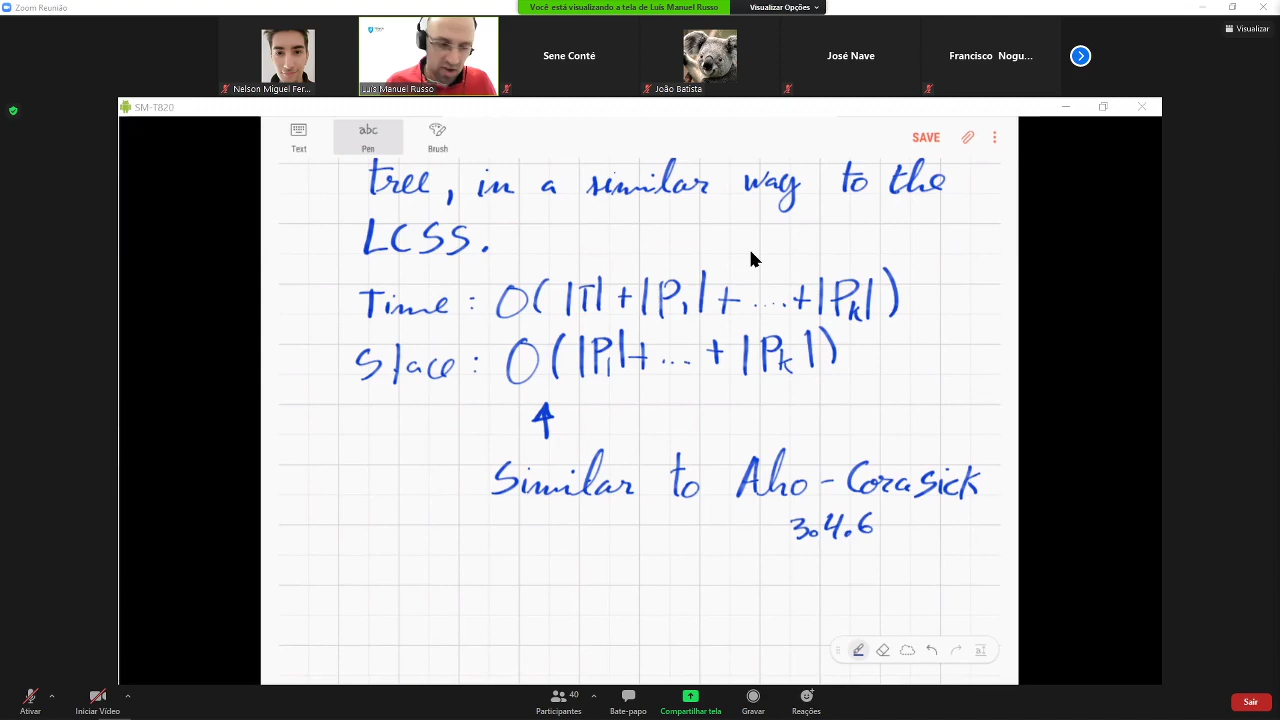 Zoom Reunião
Você está visualizando a tela de Luís Manuel Russo
Visualizar Opções
Visualizar
Nelson Miguel Fer...
Luís Manuel Russo
Sene Conté
João Batista
José Nave
Francisco Nogu...
SM-T820
Text
abc
Pen
Brush
SAVE
tree, in a similar way to the
LCSS.
Time: O(|T|+|P₁|+...+|Pₖ|)
Space: O(|P₁|+...+|Pₖ|)
Similar to Aho-Corasick
3.4.6
Ativar
Iniciar Vídeo
40
Participantes
Bate-papo
Compartilhar tela
Gravar
Reações
Sair